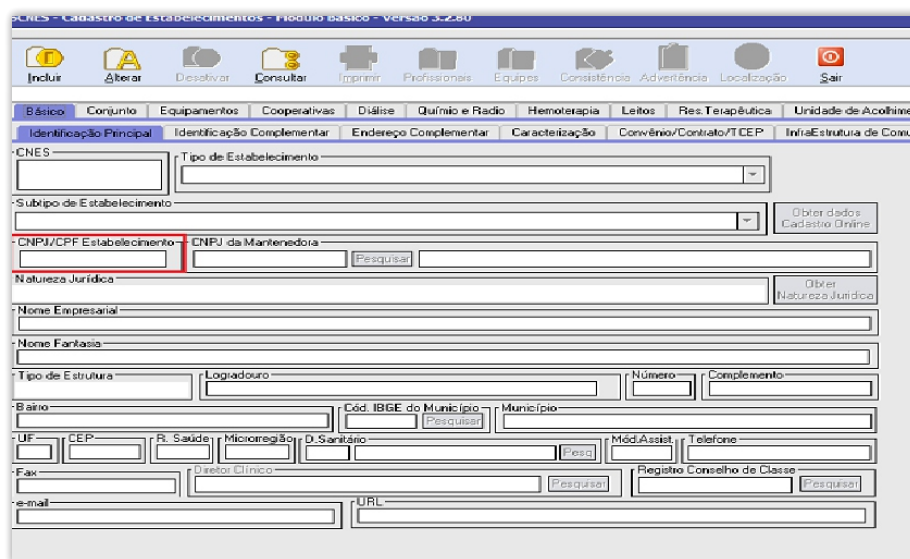 SCNES - Cadastro de Estabelecimentos - Módulo Básico - Versão 3.2.80
Incluir Alterar Desativar Consultar Imprimir Profissionais Equipes Consistência Advertência Localização Sair
Básico Conjunto Equipamentos Cooperativas Diálise Químio e Radio Hemoterapia Leitos Res.Terapêutica Unidade de Acolhime
Identificação Principal Identificação Complementar Endereço Complementar Caracterização Convênio/Contrato/TCEP InfraEstrutura de Comu
CNES Tipo de Estabelecimento
Subtipo de Estabelecimento
Obter dados
Cadastro Online
CNPJ/CPF Estabelecimento CNPJ da Mantenedora
Pesquisar
Natureza Jurídica
Obter
Natureza Juridica
Nome Empresarial
Nome Fantasia
Tipo de Estrutura Logradouro Número Complemento
Bairro Cód. IBGE do Município Município
Pesquisar
UF CEP R. Saúde Microrregião D.Sanitário Mód.Assist. Telefone
Pesq
Fax Diretor Clínico Registro Conselho de Classe
Pesquisar Pesquisar
e-mail URL